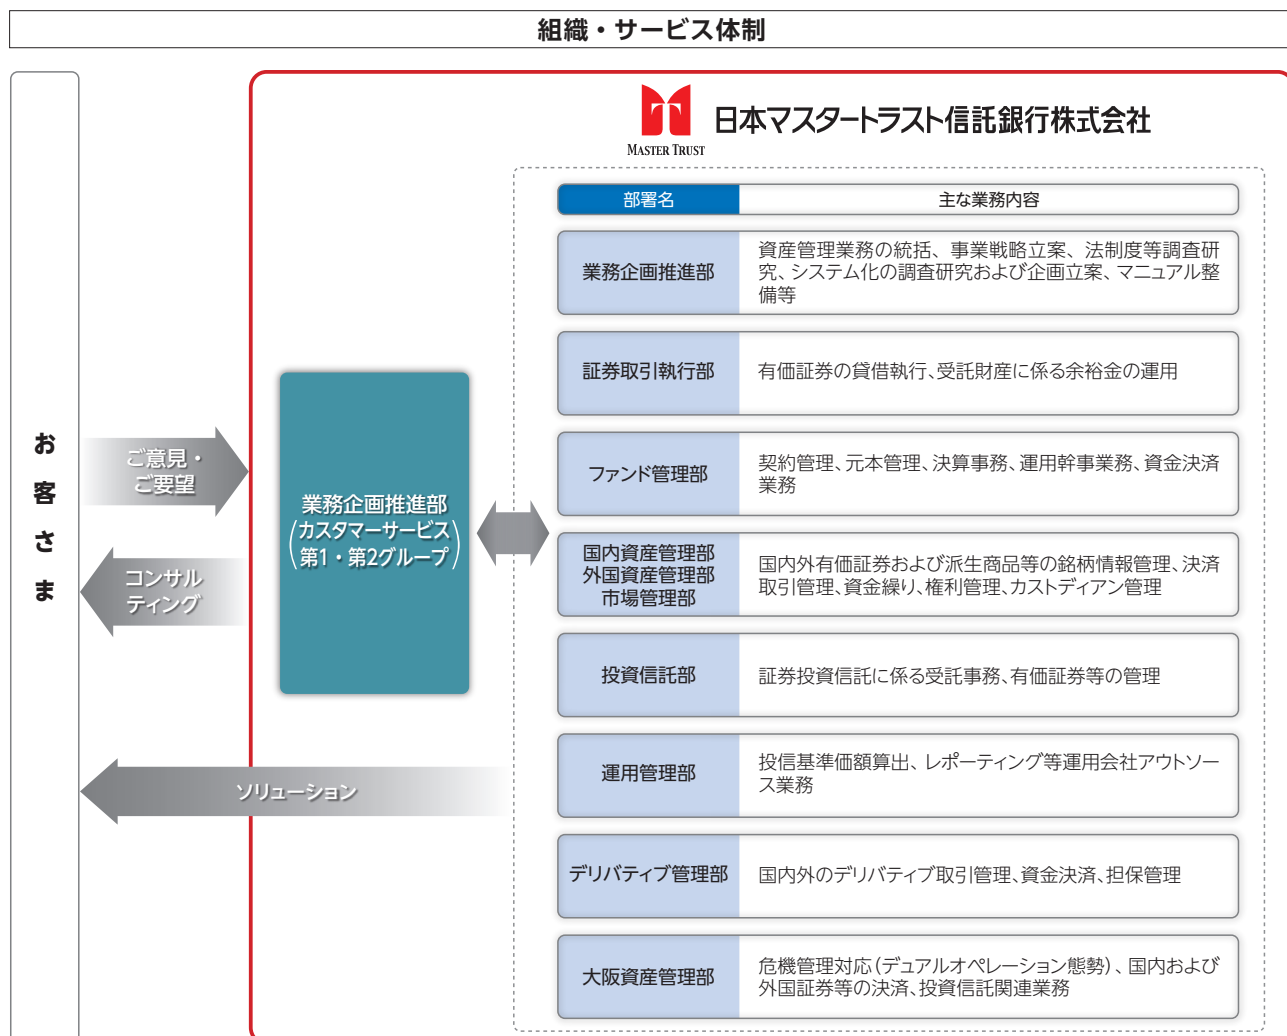 組織・サービス体制
MASTER TRUST
日本マスタートラスト信託銀行株式会社
お客さま
ご意見・
ご要望
コンサル
ティング
ソリューション
業務企画推進部
(カスタマーサービス
第1・第2グループ)
部署名
主な業務内容
業務企画推進部
資産管理業務の統括、事業戦略立案、法制度等調査研
究、システム化の調査研究および企画立案、マニュアル整
備等
証券取引執行部
有価証券の貸借執行、受託財産に係る余裕金の運用
ファンド管理部
契約管理、元本管理、決算事務、運用幹事業務、資金決済
業務
国内資産管理部
外国資産管理部
市場管理部
国内外有価証券および派生商品等の銘柄情報管理、決済
取引管理、資金繰り、権利管理、カストディアン管理
投資信託部
証券投資信託に係る受託事務、有価証券等の管理
運用管理部
投信基準価額算出、レポーティング等運用会社アウトソー
ス業務
デリバティブ管理部
国内外のデリバティブ取引管理、資金決済、担保管理
大阪資産管理部
危機管理対応(デュアルオペレーション態勢)、国内および
外国証券等の決済、投資信託関連業務